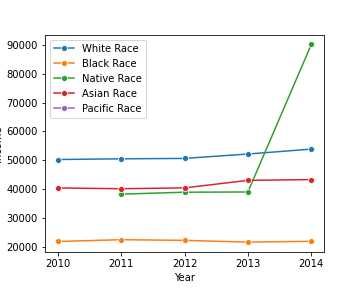 90000
80000
70000
60000
50000
40000
30000
20000
White Race
Black Race
Native Race
Asian Race
Pacific Race
2010 2011 2012 2013 2014
Year